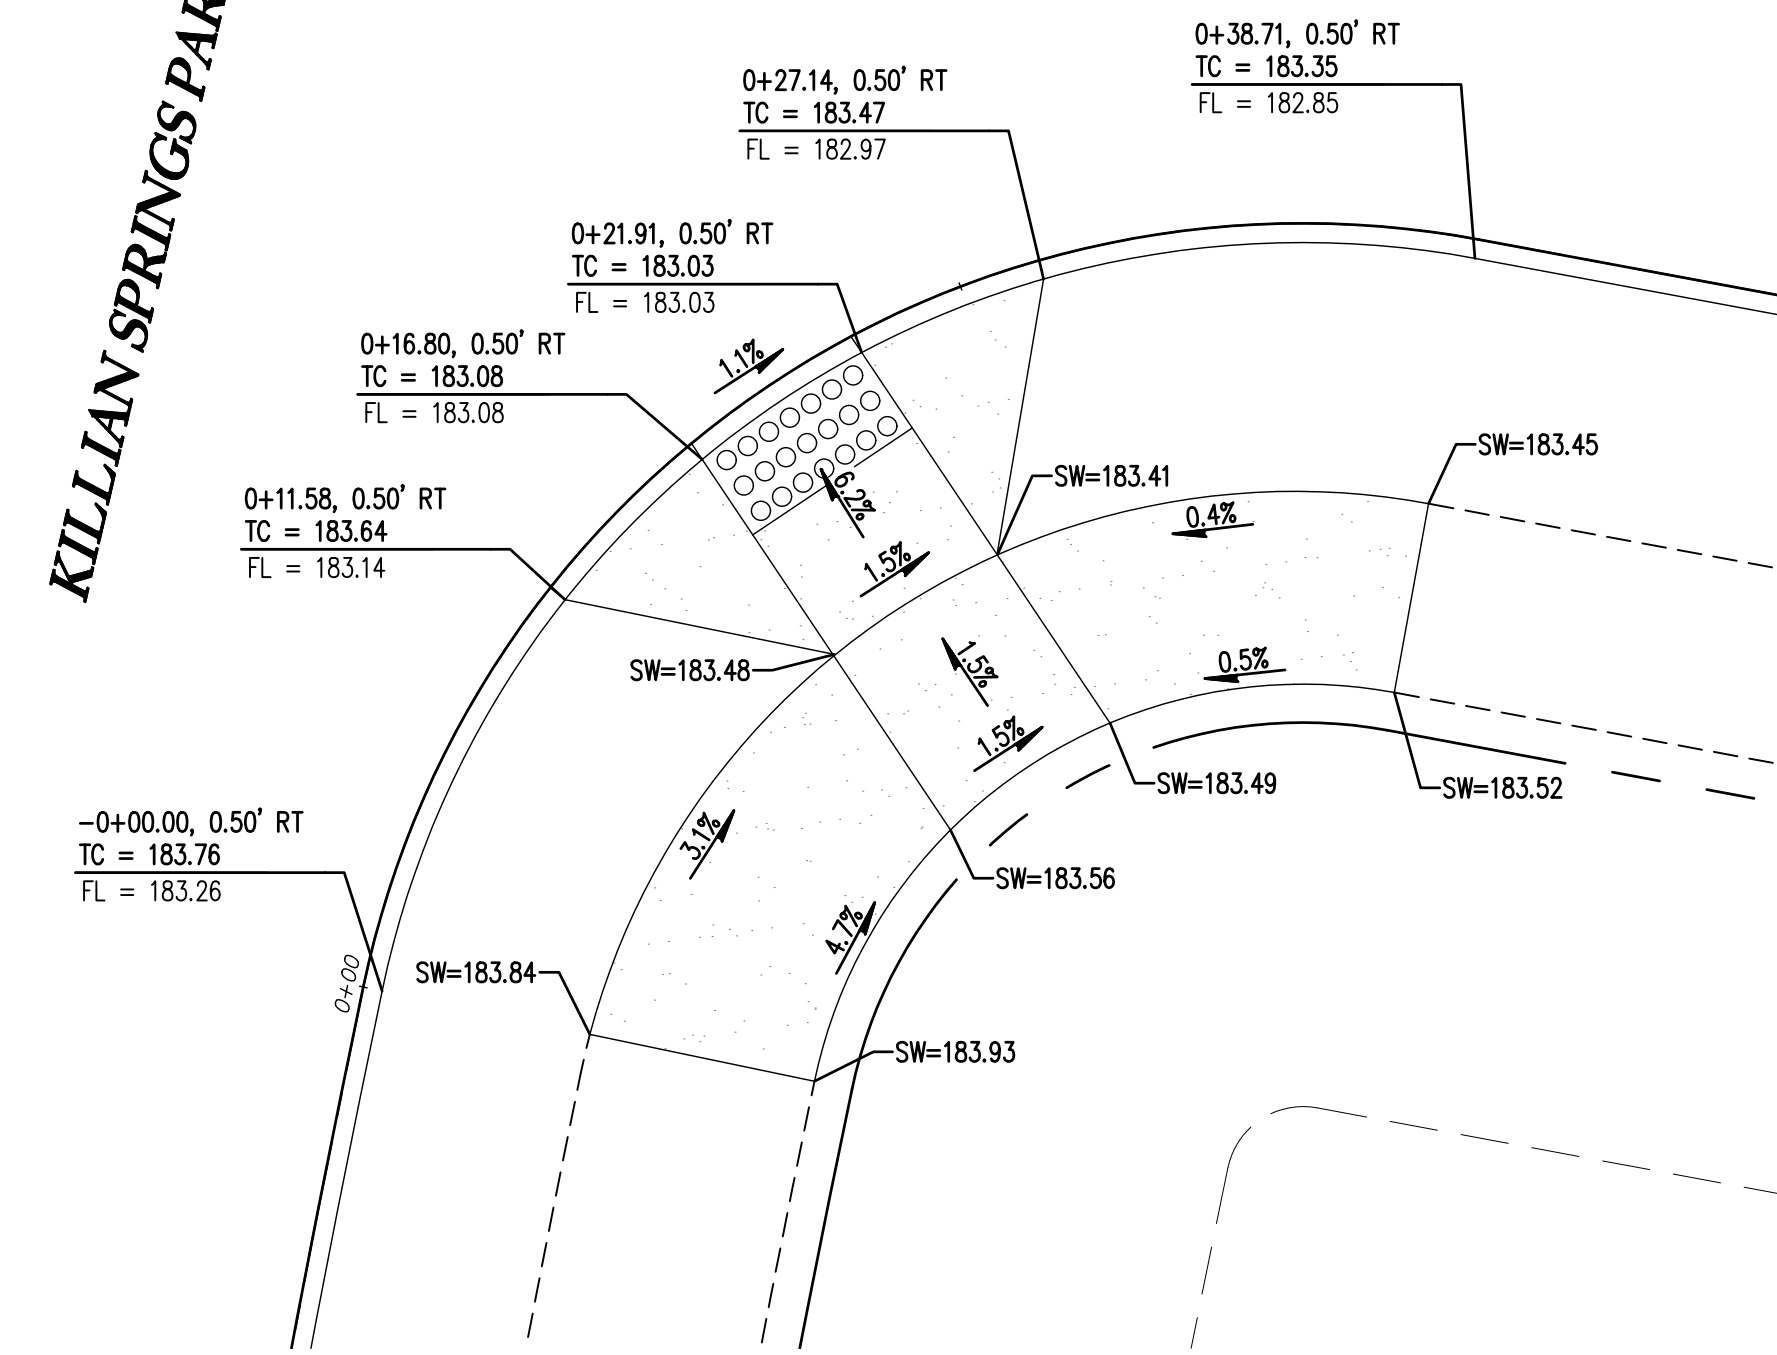 KILLIAN SPRINGS PAR
0+38.71, 0.50' RT
TC = 183.35
FL = 182.85
0+27.14, 0.50' RT
TC = 183.47
FL = 182.97
0+21.91, 0.50' RT
TC = 183.03
FL = 183.03
0+16.80, 0.50' RT
TC = 183.08
FL = 183.08
1.1%
0+11.58, 0.50' RT
TC = 183.64
FL = 183.14
6.2%
1.5%
SW=183.41
SW=183.45
0.4%
SW=183.48
1.5%
0.5%
1.5%
SW=183.49
SW=183.52
-0+00.00, 0.50' RT
TC = 183.76
FL = 183.26
3.1%
SW=183.56
4.7%
0+00
SW=183.84
SW=183.93